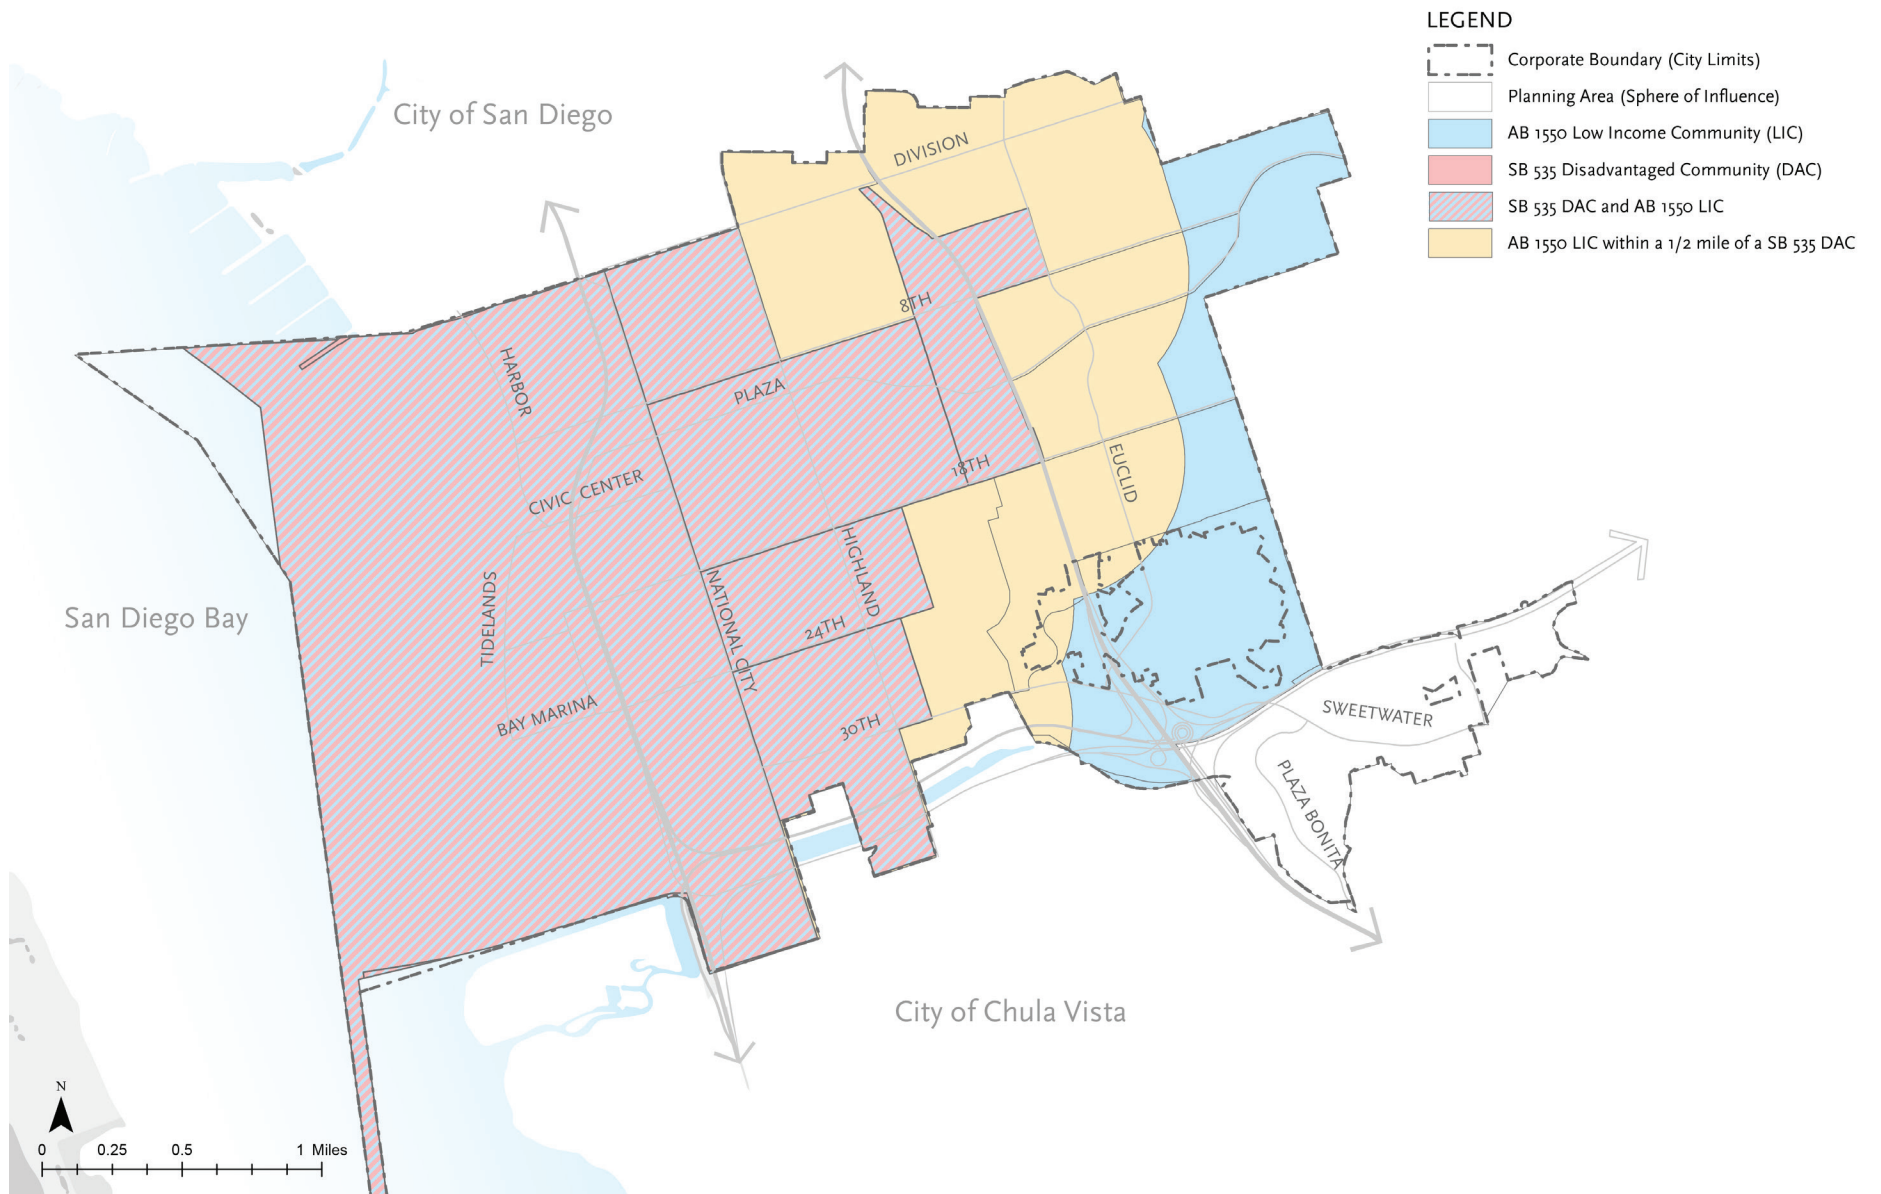 LEGEND
Corporate Boundary (City Limits)
Planning Area (Sphere of Influence)
AB 1550 Low Income Community (LIC)
SB 535 Disadvantaged Community (DAC)
SB 535 DAC and AB 1550 LIC
AB 1550 LIC within a 1/2 mile of a SB 535 DAC
City of San Diego
DIVISION
8TH
HARBOR
PLAZA
18TH
EUCLID
CIVIC CENTER
HIGHLAND
TIDELANDS
NATIONAL CITY
San Diego Bay
24TH
BAY MARINA
30TH
SWEETWATER
PLAZA BONITA
City of Chula Vista
N
0 0.25 0.5 1 Miles